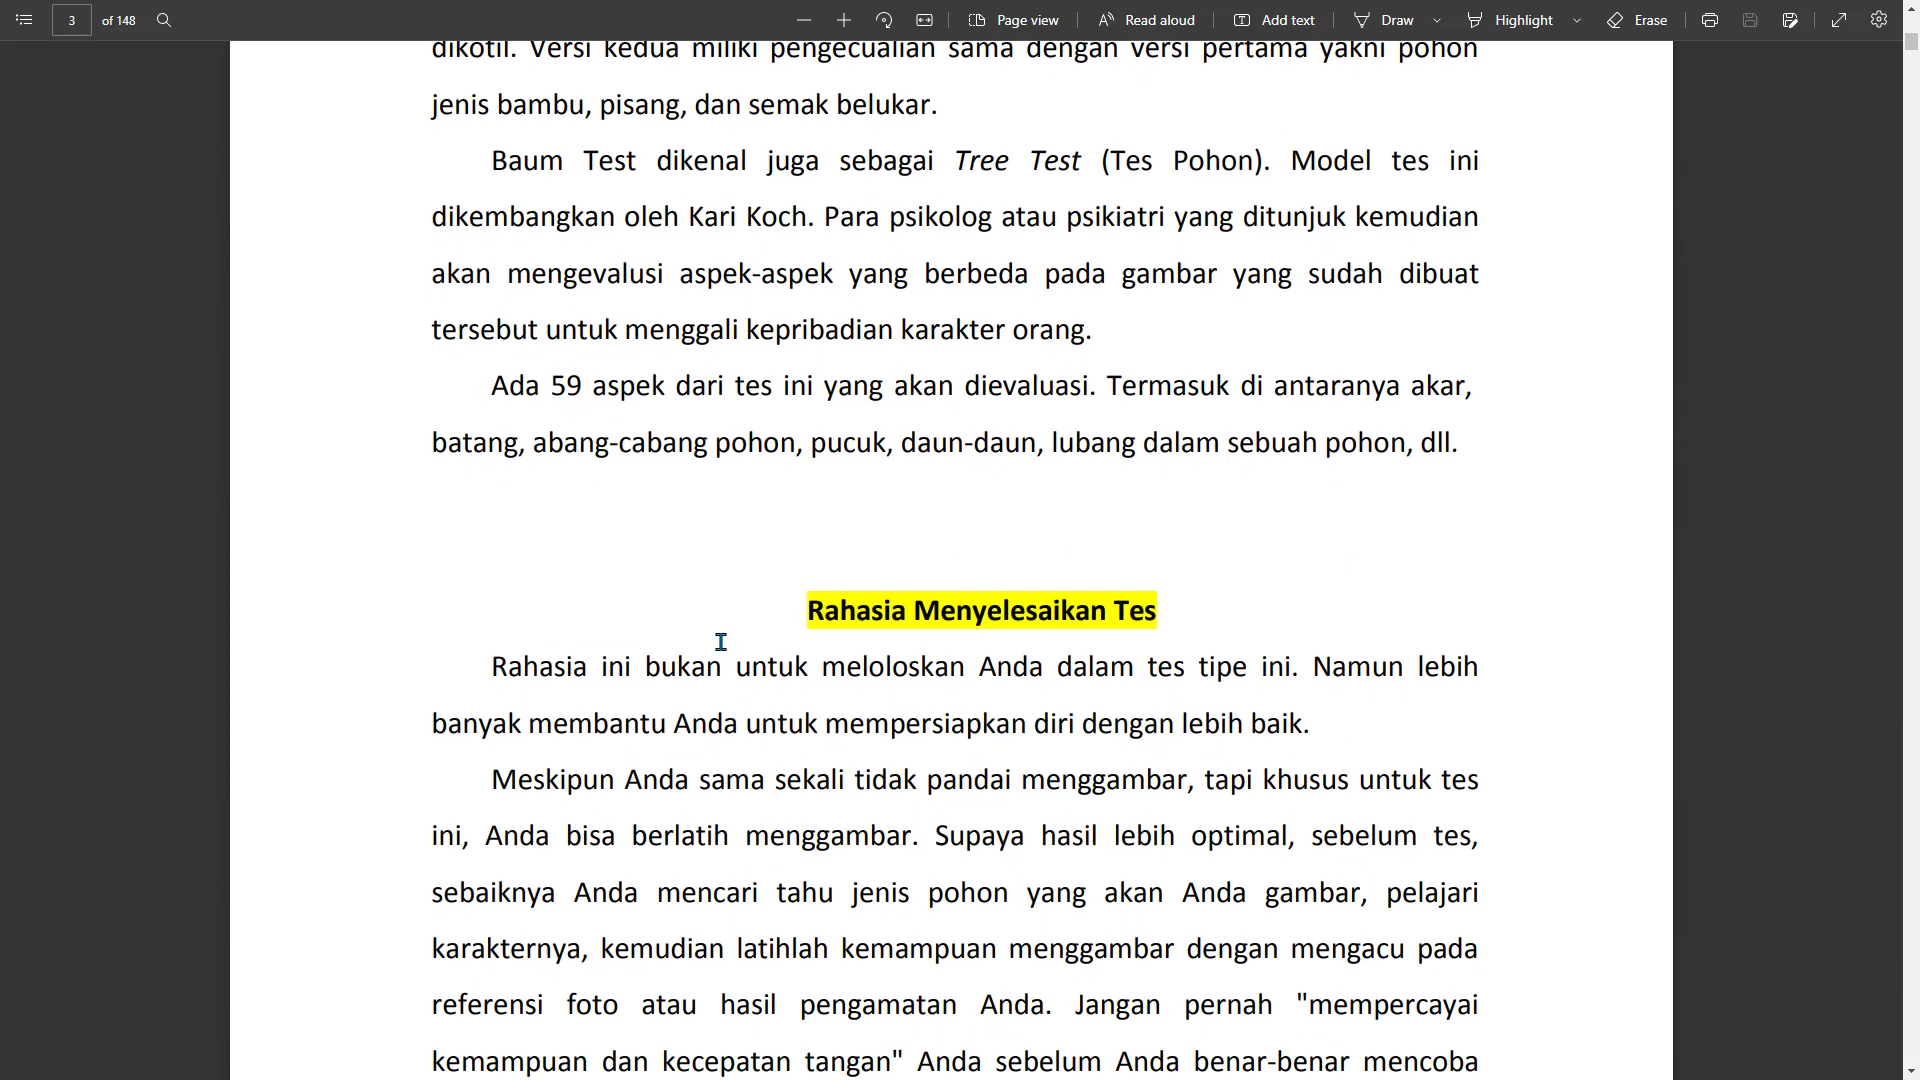 3 of 148 Page view Read aloud Add text Draw Highlight Erase
dikotil. Versi kedua miliki pengecualian sama dengan versi pertama yakni pohon
jenis bambu, pisang, dan semak belukar.
Baum Test dikenal juga sebagai Tree Test (Tes Pohon). Model tes ini
dikembangkan oleh Kari Koch. Para psikolog atau psikiatri yang ditunjuk kemudian
akan mengevalusi aspek-aspek yang berbeda pada gambar yang sudah dibuat
tersebut untuk menggali kepribadian karakter orang.
Ada 59 aspek dari tes ini yang akan dievaluasi. Termasuk di antaranya akar,
batang, abang-cabang pohon, pucuk, daun-daun, lubang dalam sebuah pohon, dll.
Rahasia Menyelesaikan Tes
Rahasia ini bukan untuk meloloskan Anda dalam tes tipe ini. Namun lebih
banyak membantu Anda untuk mempersiapkan diri dengan lebih baik.
Meskipun Anda sama sekali tidak pandai menggambar, tapi khusus untuk tes
ini, Anda bisa berlatih menggambar. Supaya hasil lebih optimal, sebelum tes,
sebaiknya Anda mencari tahu jenis pohon yang akan Anda gambar, pelajari
karakternya, kemudian latihlah kemampuan menggambar dengan mengacu pada
referensi foto atau hasil pengamatan Anda. Jangan pernah "mempercayai
kemampuan dan kecepatan tangan" Anda sebelum Anda benar-benar mencoba